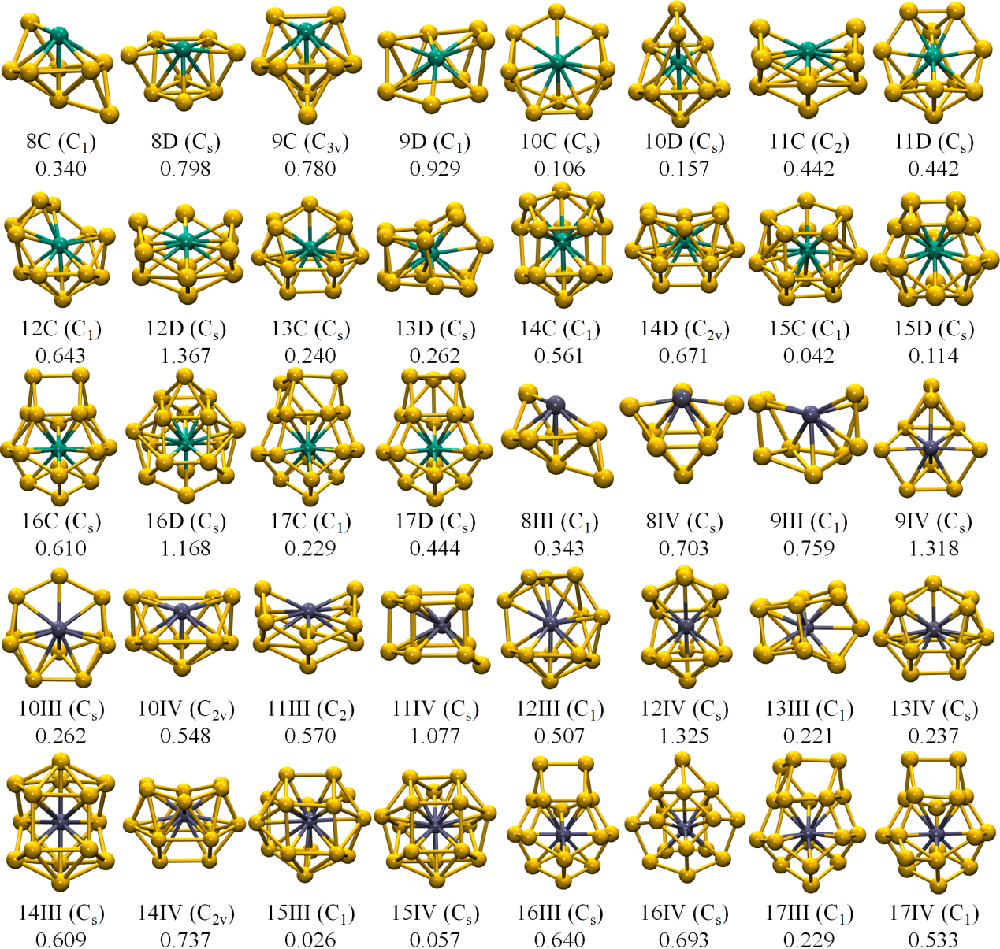 8C (C₁) 8D (Cₛ) 9C (C₃ᵥ) 9D (C₁) 10C (Cₛ) 10D (Cₛ) 11C (C₂) 11D (Cₛ)
0.340 0.798 0.780 0.929 0.106 0.157 0.442 0.442
12C (C₁) 12D (Cₛ) 13C (Cₛ) 13D (Cₛ) 14C (C₁) 14D (C₂ᵥ) 15C (C₁) 15D (Cₛ)
0.643 1.367 0.240 0.262 0.561 0.671 0.042 0.114
16C (Cₛ) 16D (Cₛ) 17C (C₁) 17D (Cₛ) 8III (C₁) 8IV (Cₛ) 9III (C₁) 9IV (Cₛ)
0.610 1.168 0.229 0.444 0.343 0.703 0.759 1.318
10III (Cₛ) 10IV (C₂ᵥ) 11III (C₂) 11IV (Cₛ) 12III (C₁) 12IV (Cₛ) 13III (C₁) 13IV (Cₛ)
0.262 0.548 0.570 1.077 0.507 1.325 0.221 0.237
14III (Cₛ) 14IV (C₂ᵥ) 15III (C₁) 15IV (Cₛ) 16III (Cₛ) 16IV (Cₛ) 17III (C₁) 17IV (C₁)
0.609 0.737 0.026 0.057 0.640 0.693 0.229 0.533